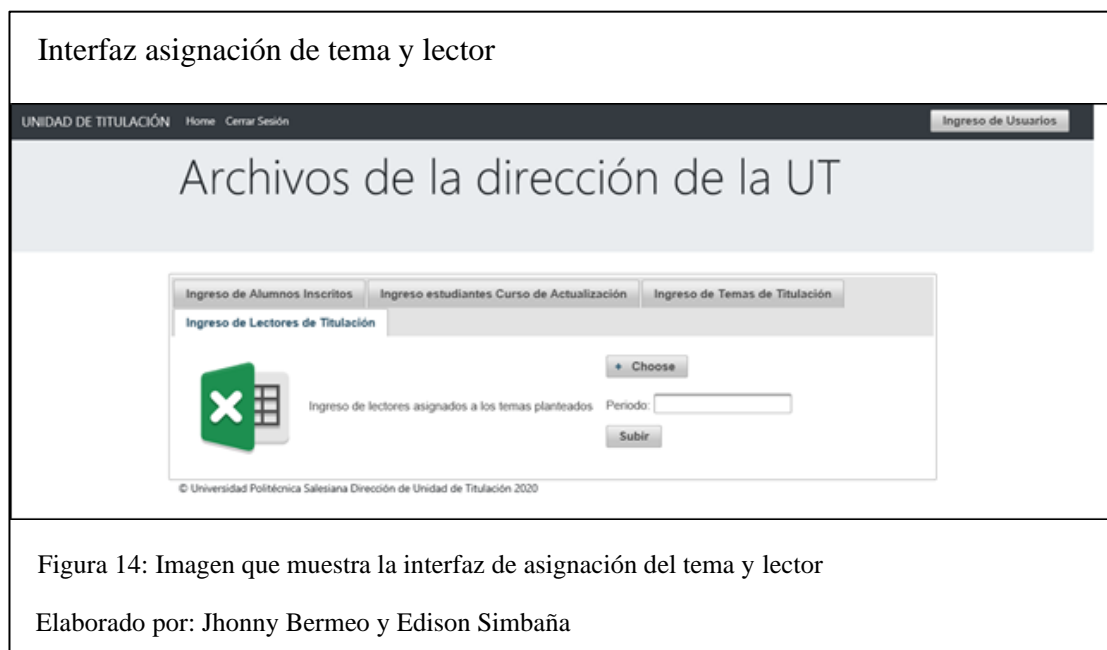 Interfaz asignación de tema y lector
UNIDAD DE TITULACIÓN Home Cerrar Sesión Ingreso de Usuarios
Archivos de la dirección de la UT
Ingreso de Alumnos Inscritos Ingreso estudiantes Curso de Actualización Ingreso de Temas de Titulación
Ingreso de Lectores de Titulación
+ Choose
Ingreso de lectores asignados a los temas planteados Periodo:
Subir
© Universidad Politécnica Salesiana Dirección de Unidad de Titulación 2020
Figura 14: Imagen que muestra la interfaz de asignación del tema y lector
Elaborado por: Jhonny Bermeo y Edison Simbaña